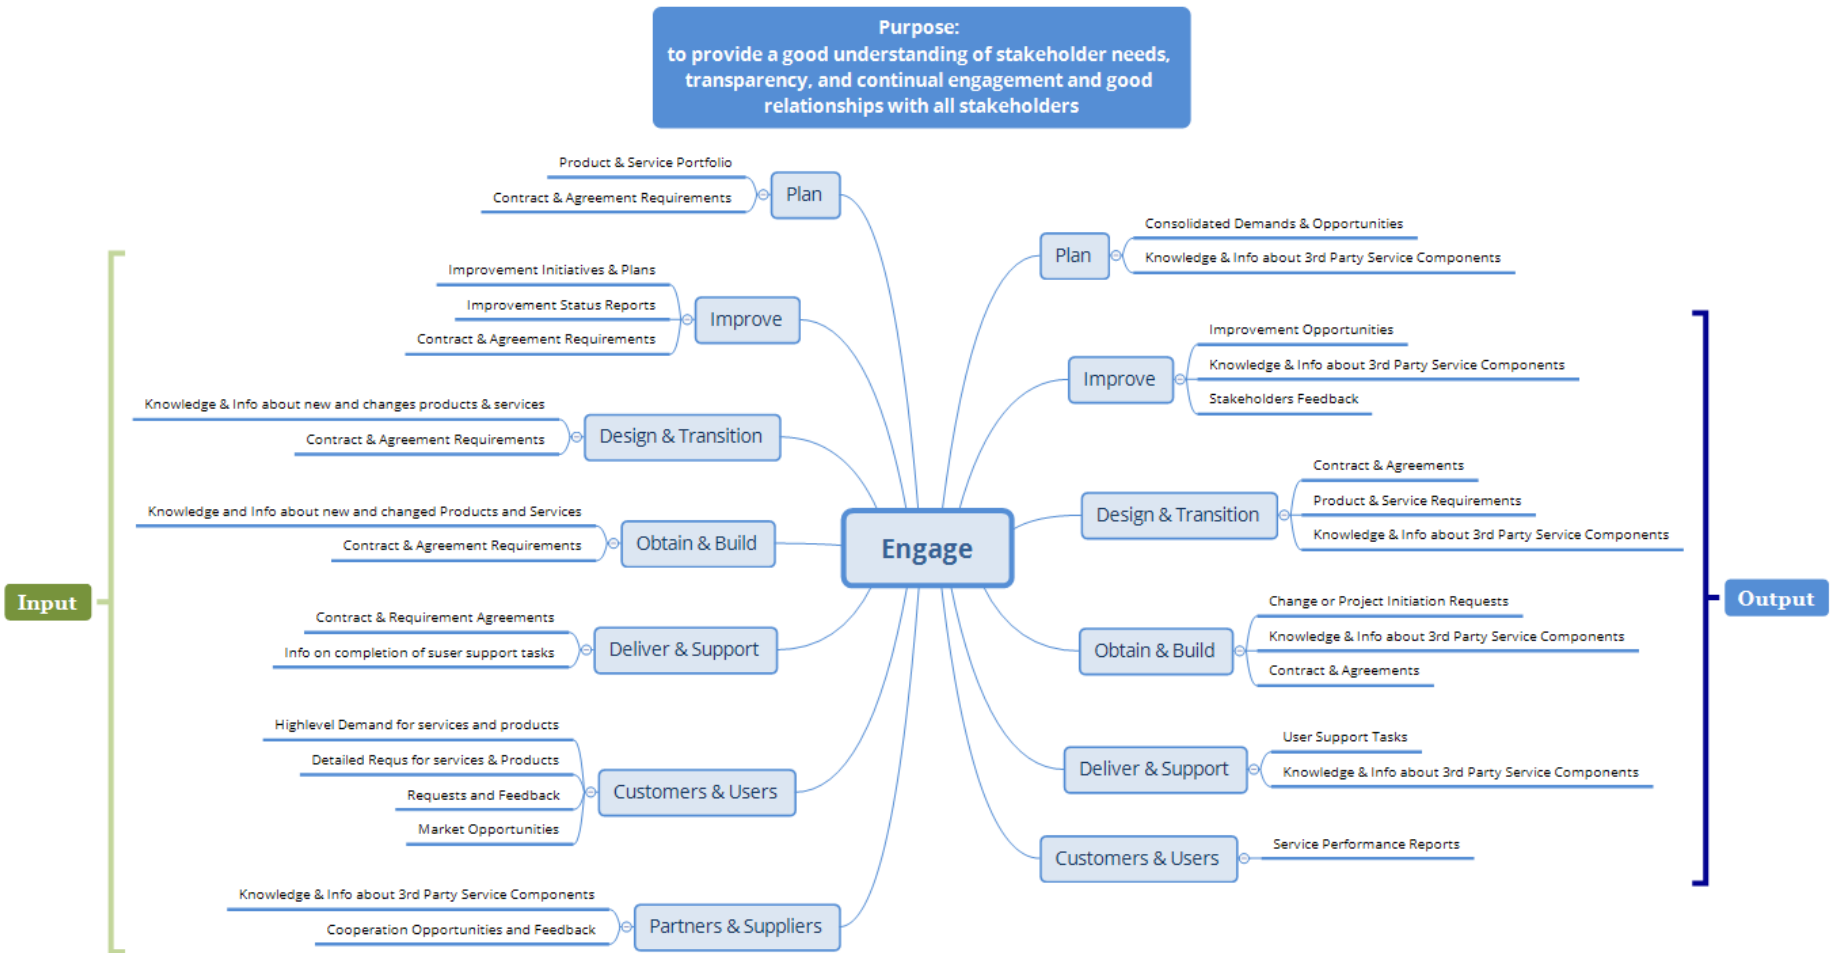 Purpose:
to provide a good understanding of stakeholder needs,
transparency, and continual engagement and good
relationships with all stakeholders
Product & Service Portfolio
Contract & Agreement Requirements
Plan
Improvement Initiatives & Plans
Improvement Status Reports
Contract & Agreement Requirements
Improve
Knowledge & Info about new and changes products & services
Contract & Agreement Requirements
Design & Transition
Knowledge and Info about new and changed Products and Services
Contract & Agreement Requirements
Obtain & Build
Input
Contract & Requirement Agreements
Info on completion of suser support tasks
Deliver & Support
Highlevel Demand for services and products
Detailed Requs for services & Products
Requests and Feedback
Market Opportunities
Customers & Users
Knowledge & Info about 3rd Party Service Components
Cooperation Opportunities and Feedback
Partners & Suppliers
Engage
Plan
Consolidated Demands & Opportunities
Knowledge & Info about 3rd Party Service Components
Improve
Improvement Opportunities
Knowledge & Info about 3rd Party Service Components
Stakeholders Feedback
Design & Transition
Contract & Agreements
Product & Service Requirements
Knowledge & Info about 3rd Party Service Components
Obtain & Build
Change or Project Initiation Requests
Knowledge & Info about 3rd Party Service Components
Contract & Agreements
Deliver & Support
User Support Tasks
Knowledge & Info about 3rd Party Service Components
Customers & Users
Service Performance Reports
Output